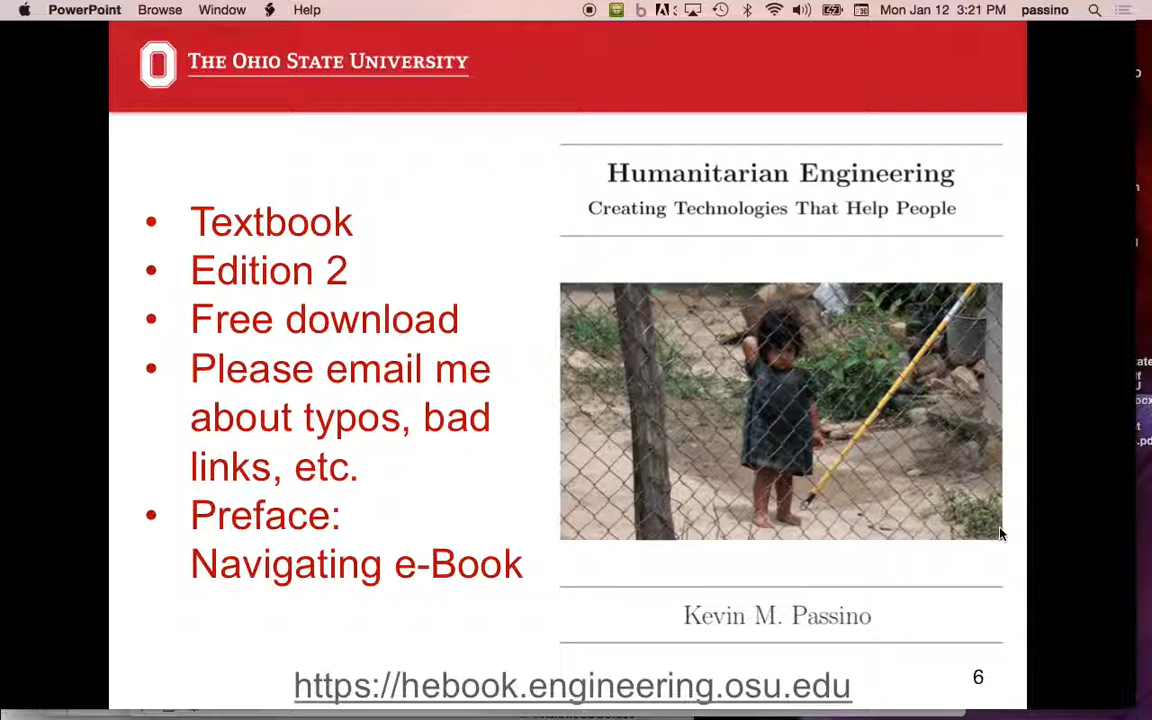 PowerPoint Browse Window Help Mon Jan 12 3:21 PM passino
THE OHIO STATE UNIVERSITY
• Textbook
• Edition 2
• Free download
• Please email me
about typos, bad
links, etc.
• Preface:
Navigating e-Book
Humanitarian Engineering
Creating Technologies That Help People
Kevin M. Passino
https://hebook.engineering.osu.edu
6